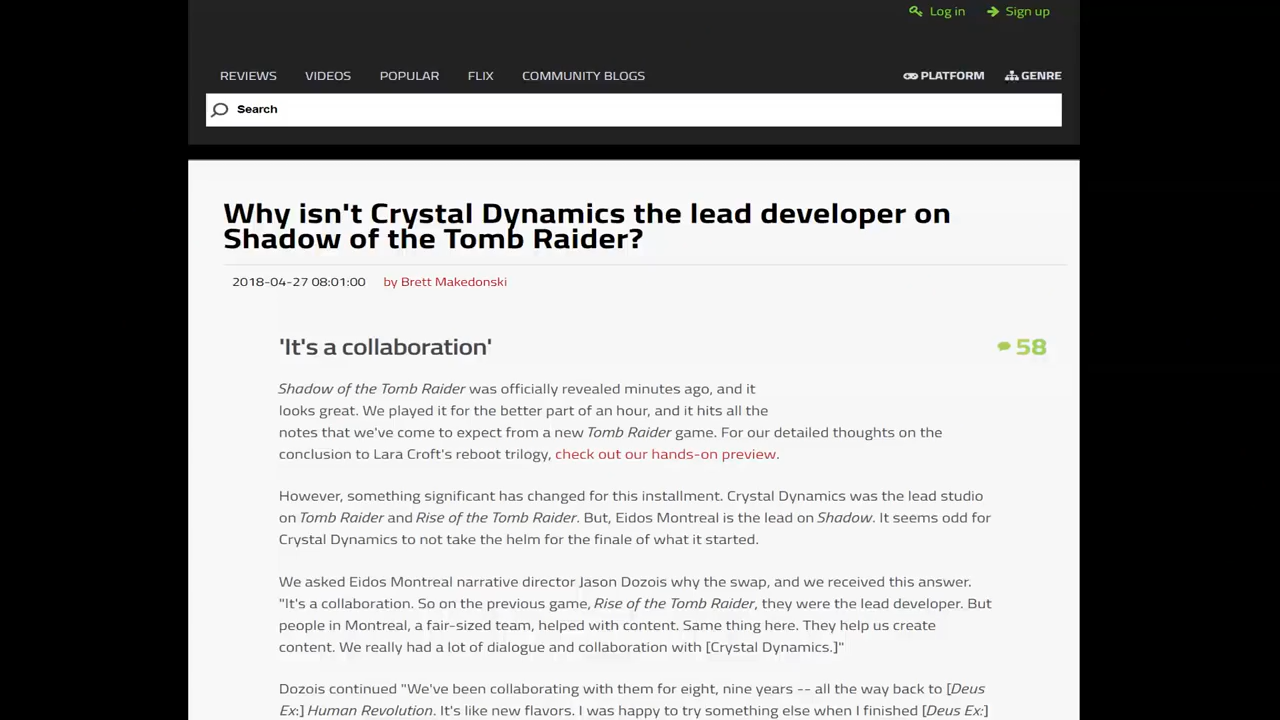 Log in Sign up
REVIEWS VIDEOS POPULAR FLIX COMMUNITY BLOGS PLATFORM GENRE
Search
Why isn't Crystal Dynamics the lead developer on
Shadow of the Tomb Raider?
2018-04-27 08:01:00 by Brett Makedonski
'It's a collaboration' 58
Shadow of the Tomb Raider was officially revealed minutes ago, and it
looks great. We played it for the better part of an hour, and it hits all the
notes that we've come to expect from a new Tomb Raider game. For our detailed thoughts on the
conclusion to Lara Croft's reboot trilogy, check out our hands-on preview.
However, something significant has changed for this installment. Crystal Dynamics was the lead studio
on Tomb Raider and Rise of the Tomb Raider. But, Eidos Montreal is the lead on Shadow. It seems odd for
Crystal Dynamics to not take the helm for the finale of what it started.
We asked Eidos Montreal narrative director Jason Dozois why the swap, and we received this answer.
"It's a collaboration. So on the previous game, Rise of the Tomb Raider, they were the lead developer. But
people in Montreal, a fair-sized team, helped with content. Same thing here. They help us create
content. We really had a lot of dialogue and collaboration with [Crystal Dynamics.]"
Dozois continued "We've been collaborating with them for eight, nine years -- all the way back to [Deus
Ex:] Human Revolution. It's like new flavors. I was happy to try something else when I finished [Deus Ex:]